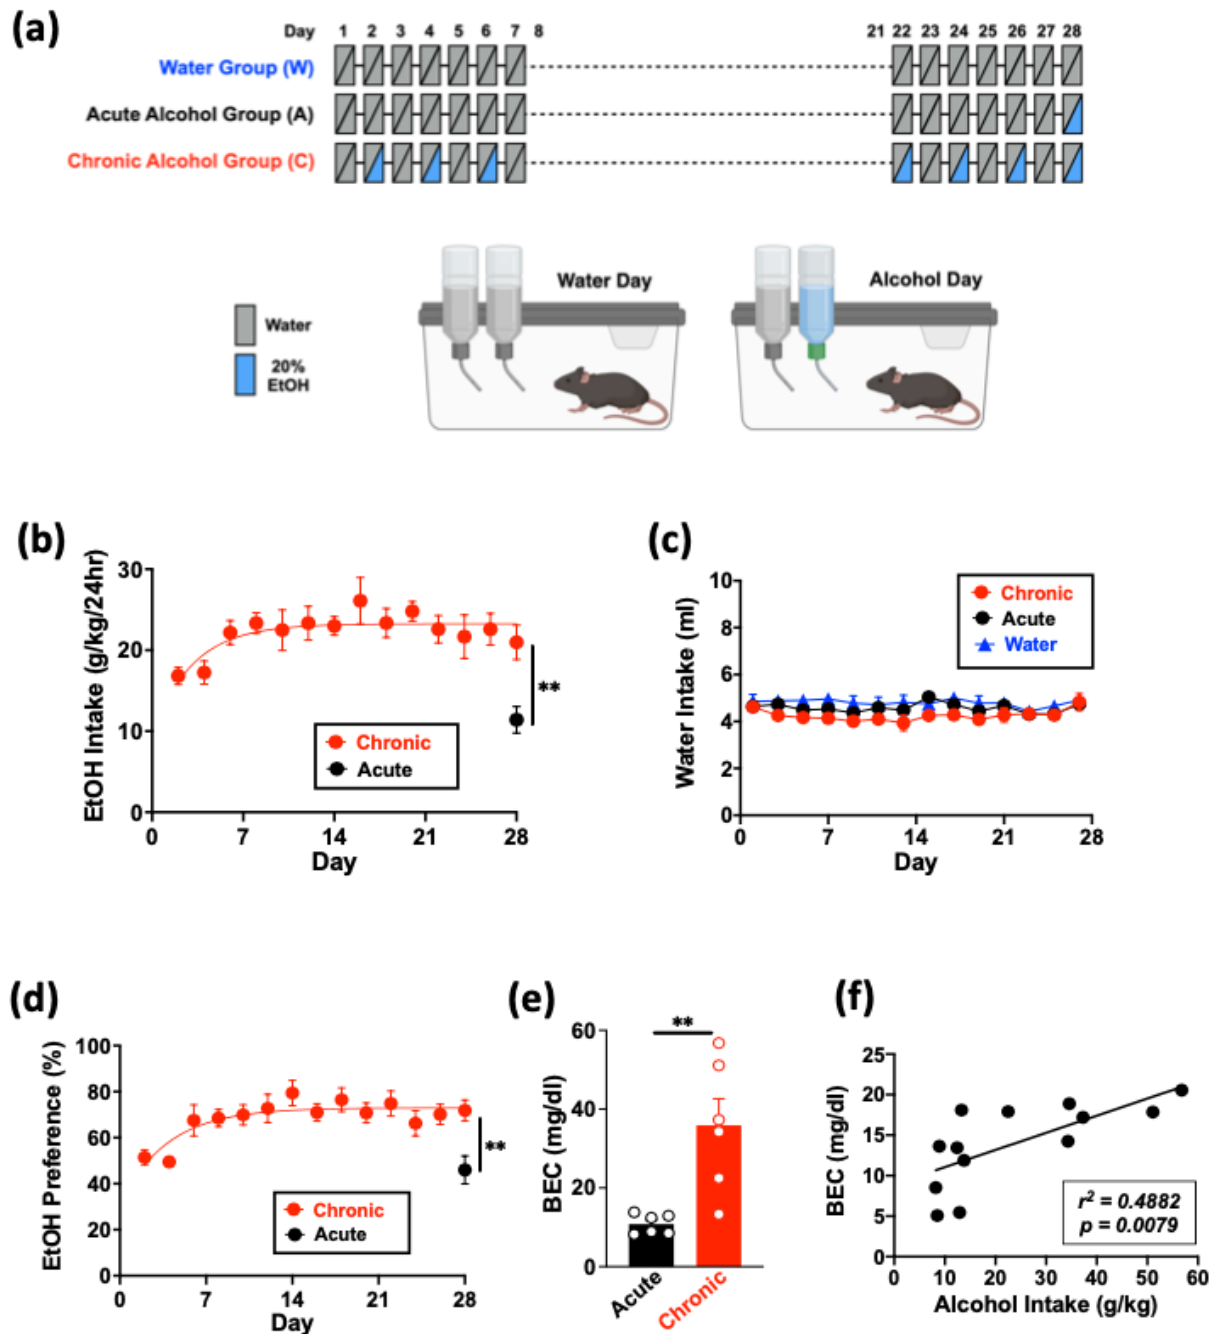 (a)
Day 1 2 3 4 5 6 7 8 21 22 23 24 25 26 27 28
Water Group (W)
Acute Alcohol Group (A)
Chronic Alcohol Group (C)
Water Day
Alcohol Day
Water
20%
EtOH
(b)
EtOH Intake (g/kg/24hr)
30
20
10
0
**
Chronic
Acute
0 7 14 21 28
Day
(c)
Water Intake (ml)
10
8
6
4
2
0
Chronic
Acute
Water
0 7 14 21 28
Day
(d)
EtOH Preference (%)
100
80
60
40
20
0
**
Chronic
Acute
0 7 14 21 28
Day
(e)
BEC (mg/dl)
60
40
20
0
**
Acute
Chronic
(f)
BEC (mg/dl)
25
20
15
10
5
0
r² = 0.4882
p = 0.0079
0 10 20 30 40 50 60
Alcohol Intake (g/kg)